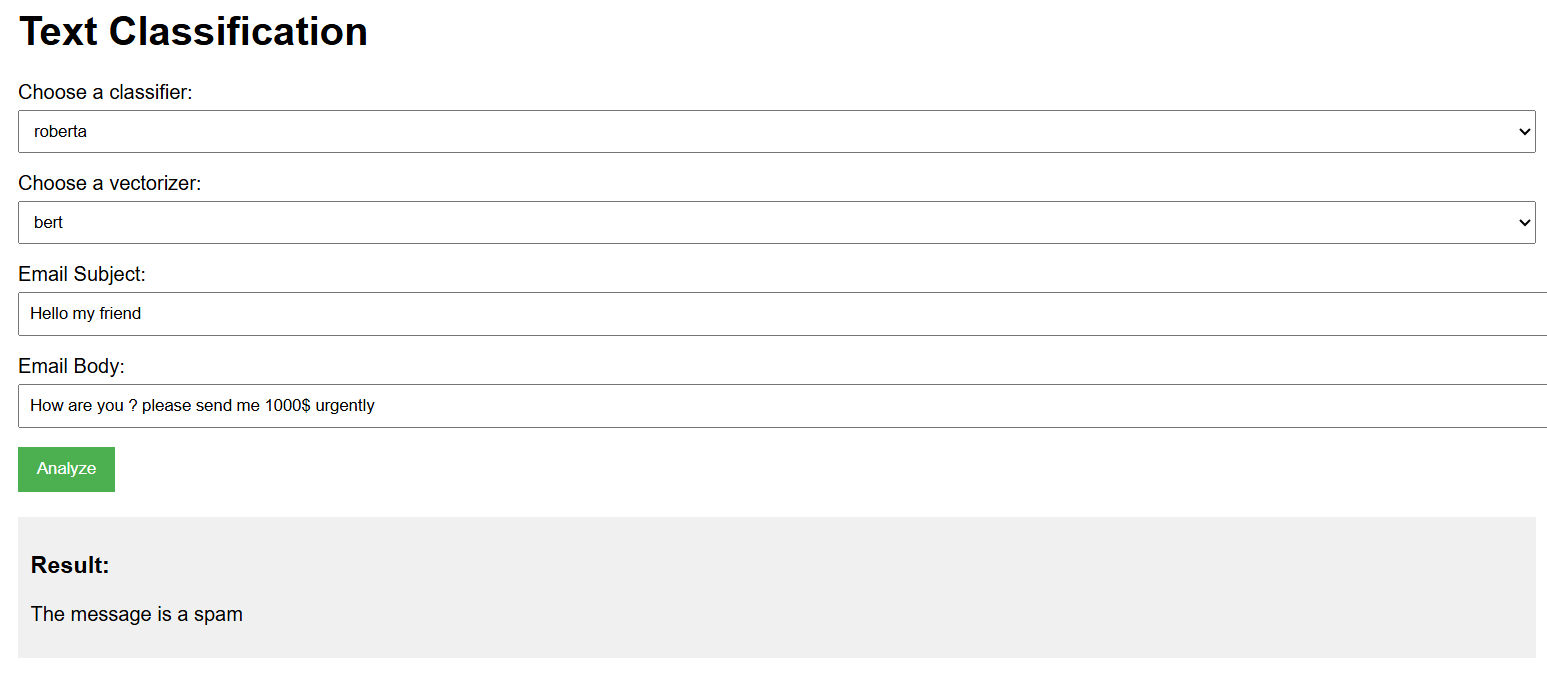 Text Classification
Choose a classifier:
roberta
Choose a vectorizer:
bert
Email Subject:
Hello my friend
Email Body:
How are you ? please send me 1000$ urgently
Analyze
Result:
The message is a spam